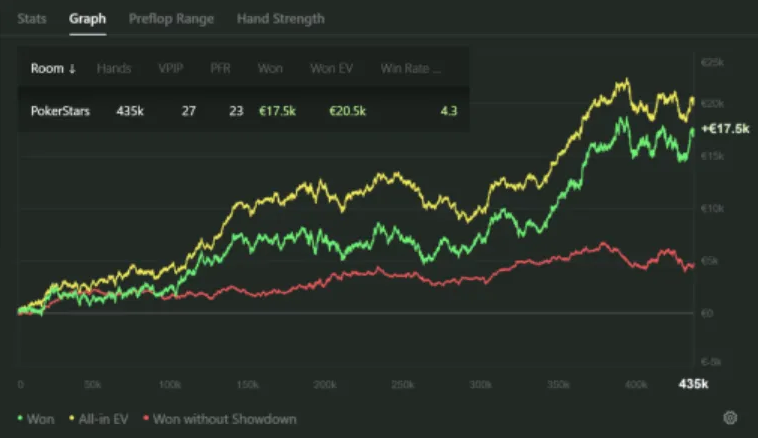 Stats Graph Preflop Range Hand Strength
Room ↓ Hands VPIP PFR Won Won EV Win Rate ...
PokerStars 435k 27 23 €17.5k €20.5k 4.3
€25k
€20k
+€17.5k
€15k
€10k
€5k
€0
€-5k
0 50k 100k 150k 200k 250k 300k 350k 400k 435k
• Won • All-in EV • Won without Showdown